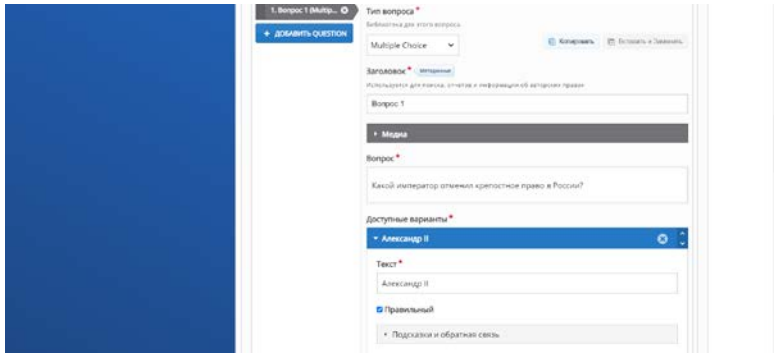 1. Вопрос 1 (Multip...
+ ДОБАВИТЬ QUESTION
Тип вопроса *
Библиотека для этого вопроса
Multiple Choice
Копировать
Вставить и Заменить
Заголовок *
Метаданные
Используется для поиска, отчетов и информации об авторских правах
Вопрос 1
Медиа
Вопрос *
Какой император отменил крепостное право в России?
Доступные варианты *
Александр II
Текст *
Александр II
Правильный
Подсказки и обратная связь